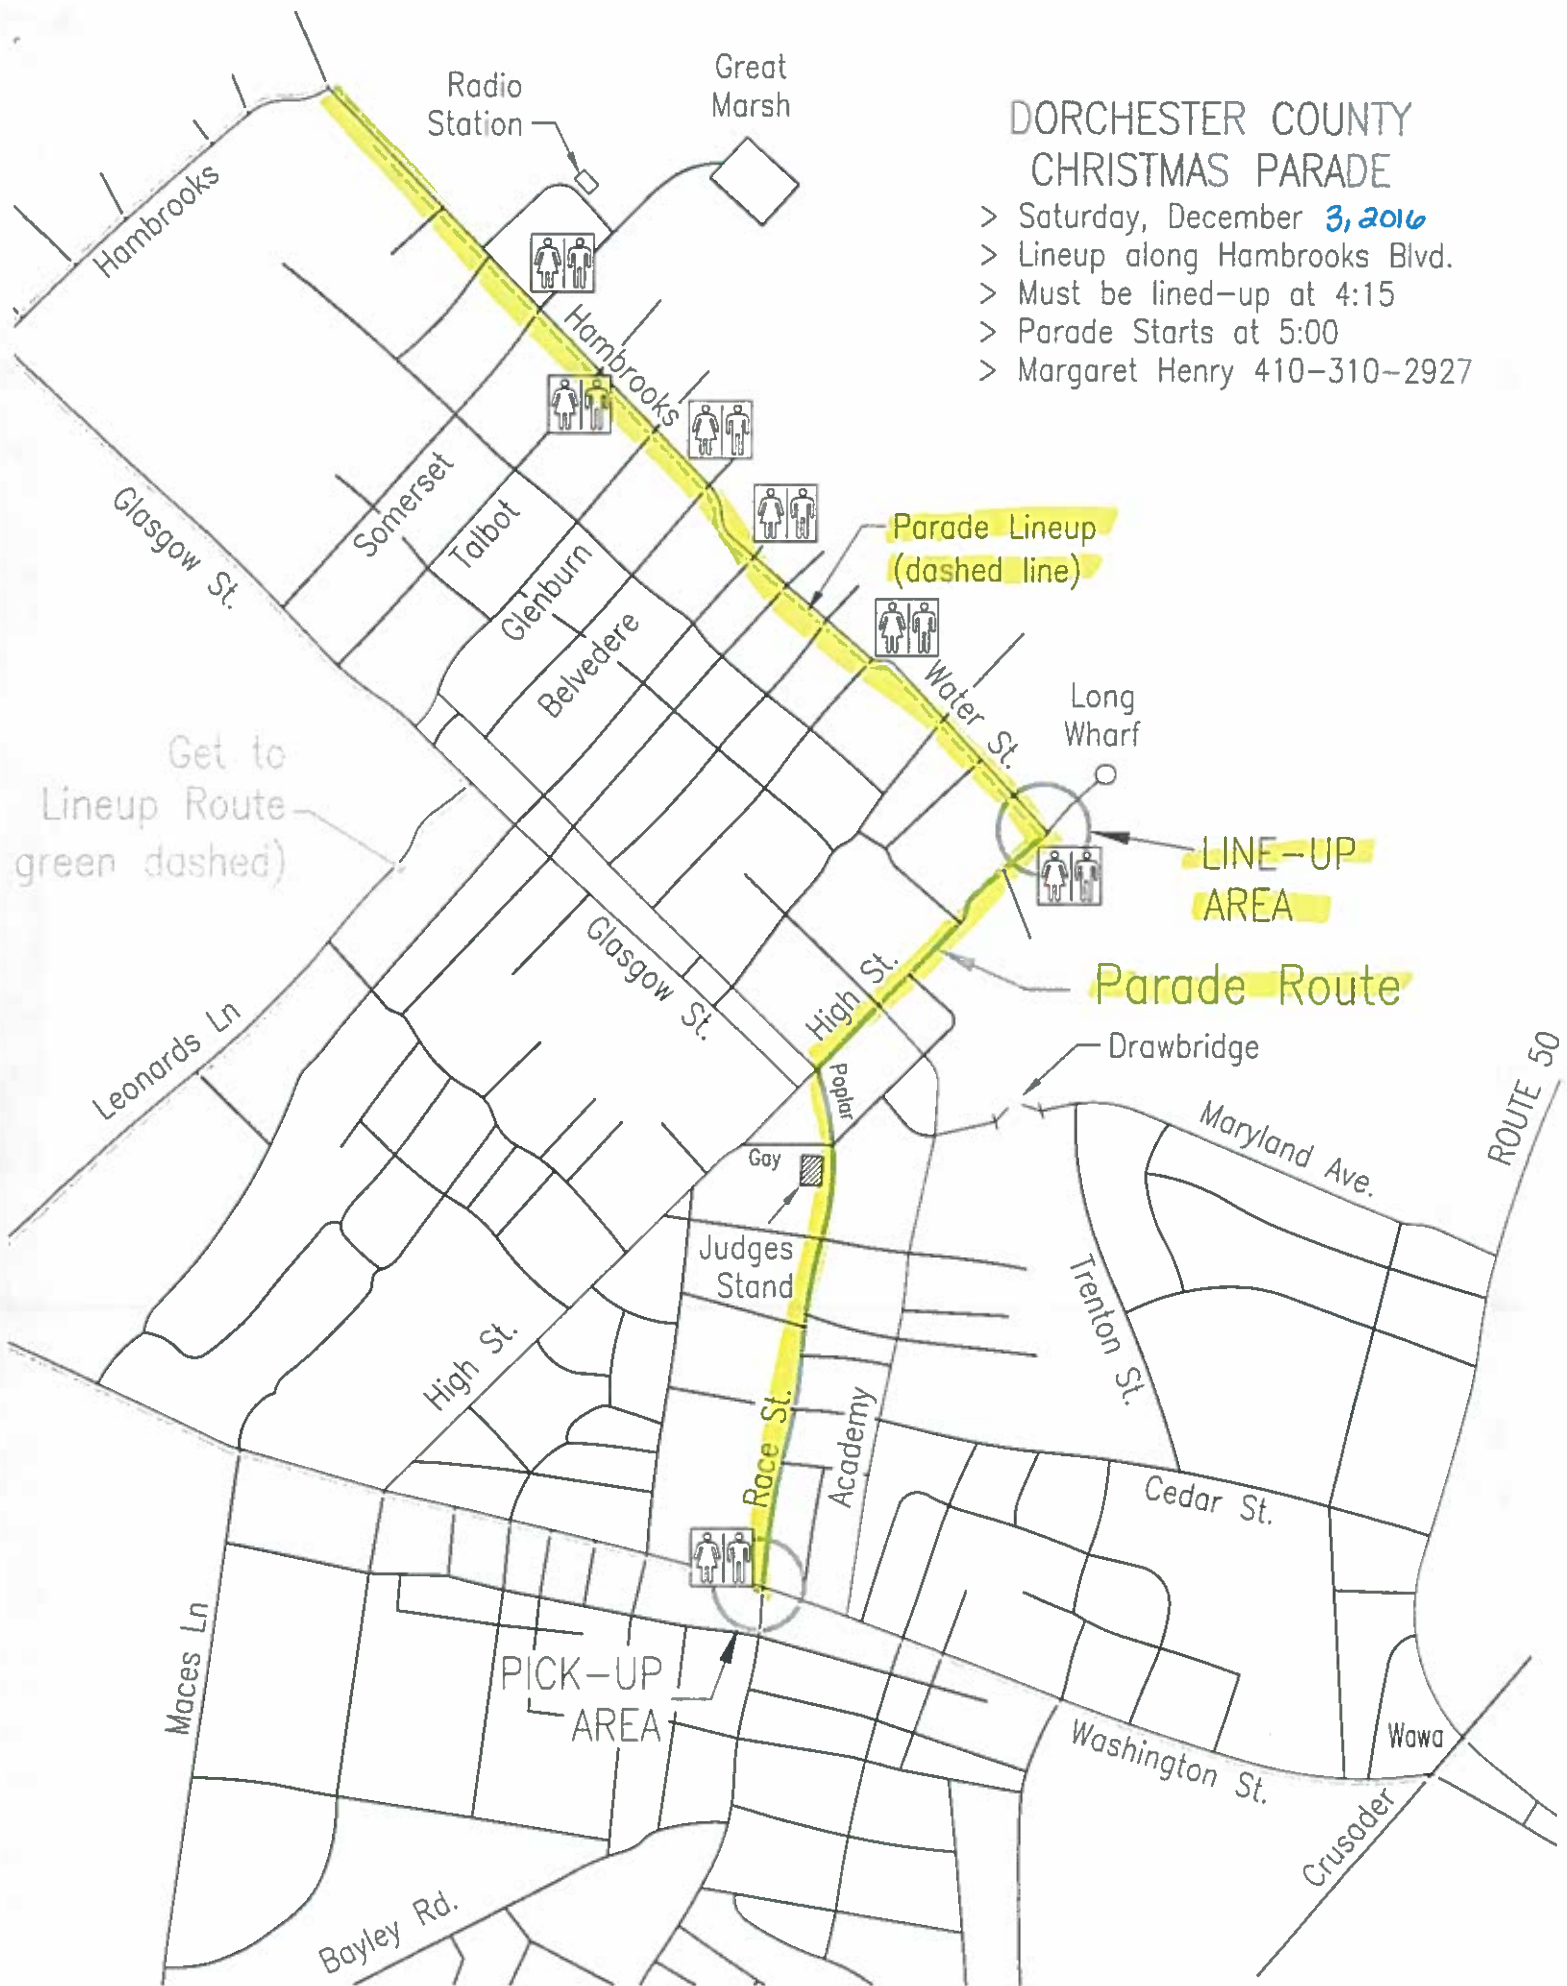 Radio
Station
Great
Marsh
DORCHESTER COUNTY
CHRISTMAS PARADE
> Saturday, December 3, 2016
> Lineup along Hambrooks Blvd.
> Must be lined-up at 4:15
> Parade Starts at 5:00
> Margaret Henry 410-310-2927
Hambrooks
Hambrooks
Glasgow St.
Somerset
Talbot
Glenburn
Belvedere
Parade Lineup
(dashed line)
Water St.
Long
Wharf
Get to
Lineup Route
green dashed)
LINE-UP
AREA
Glasgow St.
High St.
Parade Route
Leonards Ln
Poplar
Drawbridge
Maryland Ave.
ROUTE 50
Gay
Judges
Stand
Trenton St.
High St.
Race St.
Academy
Cedar St.
Maces Ln
PICK-UP
AREA
Washington St.
Wawa
Crusader
Bayley Rd.